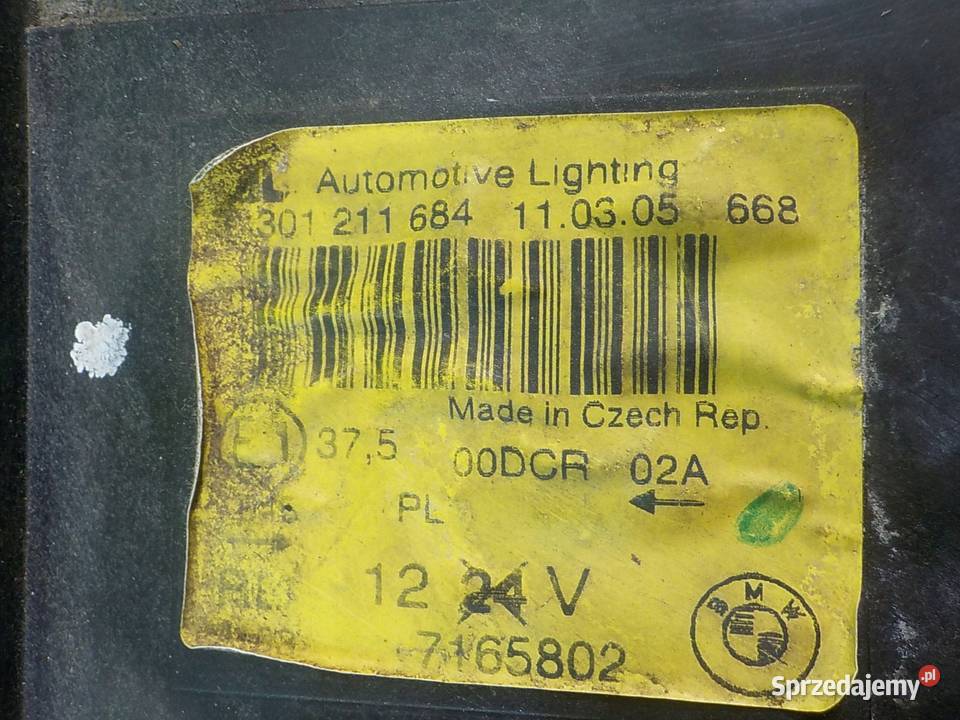 Automotive Lighting
301 211 684 11.03.05 668
Made in Czech Rep.
E1 37,5 00DCR 02A
PL
12 24 V
7165802
BMW
Sprzedajemy.pl